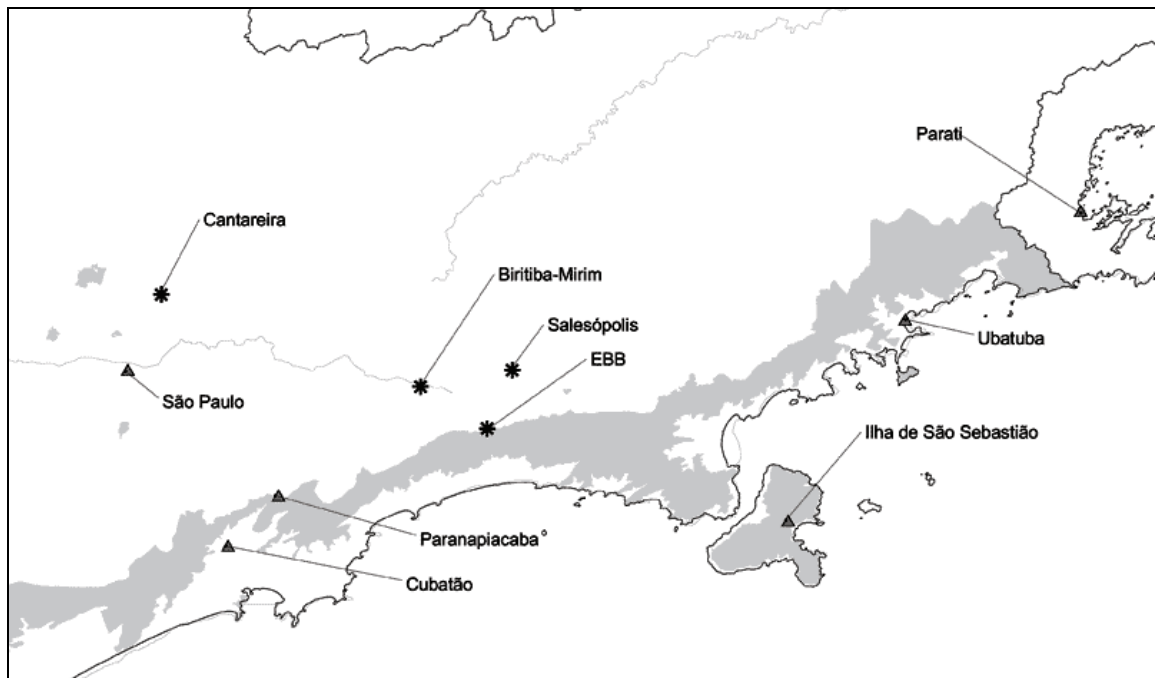 Parati
Cantareira
Biritiba-Mirim
Salesópolis
EBB
Ubatuba
São Paulo
Ilha de São Sebastião
Paranapiacaba°
Cubatão